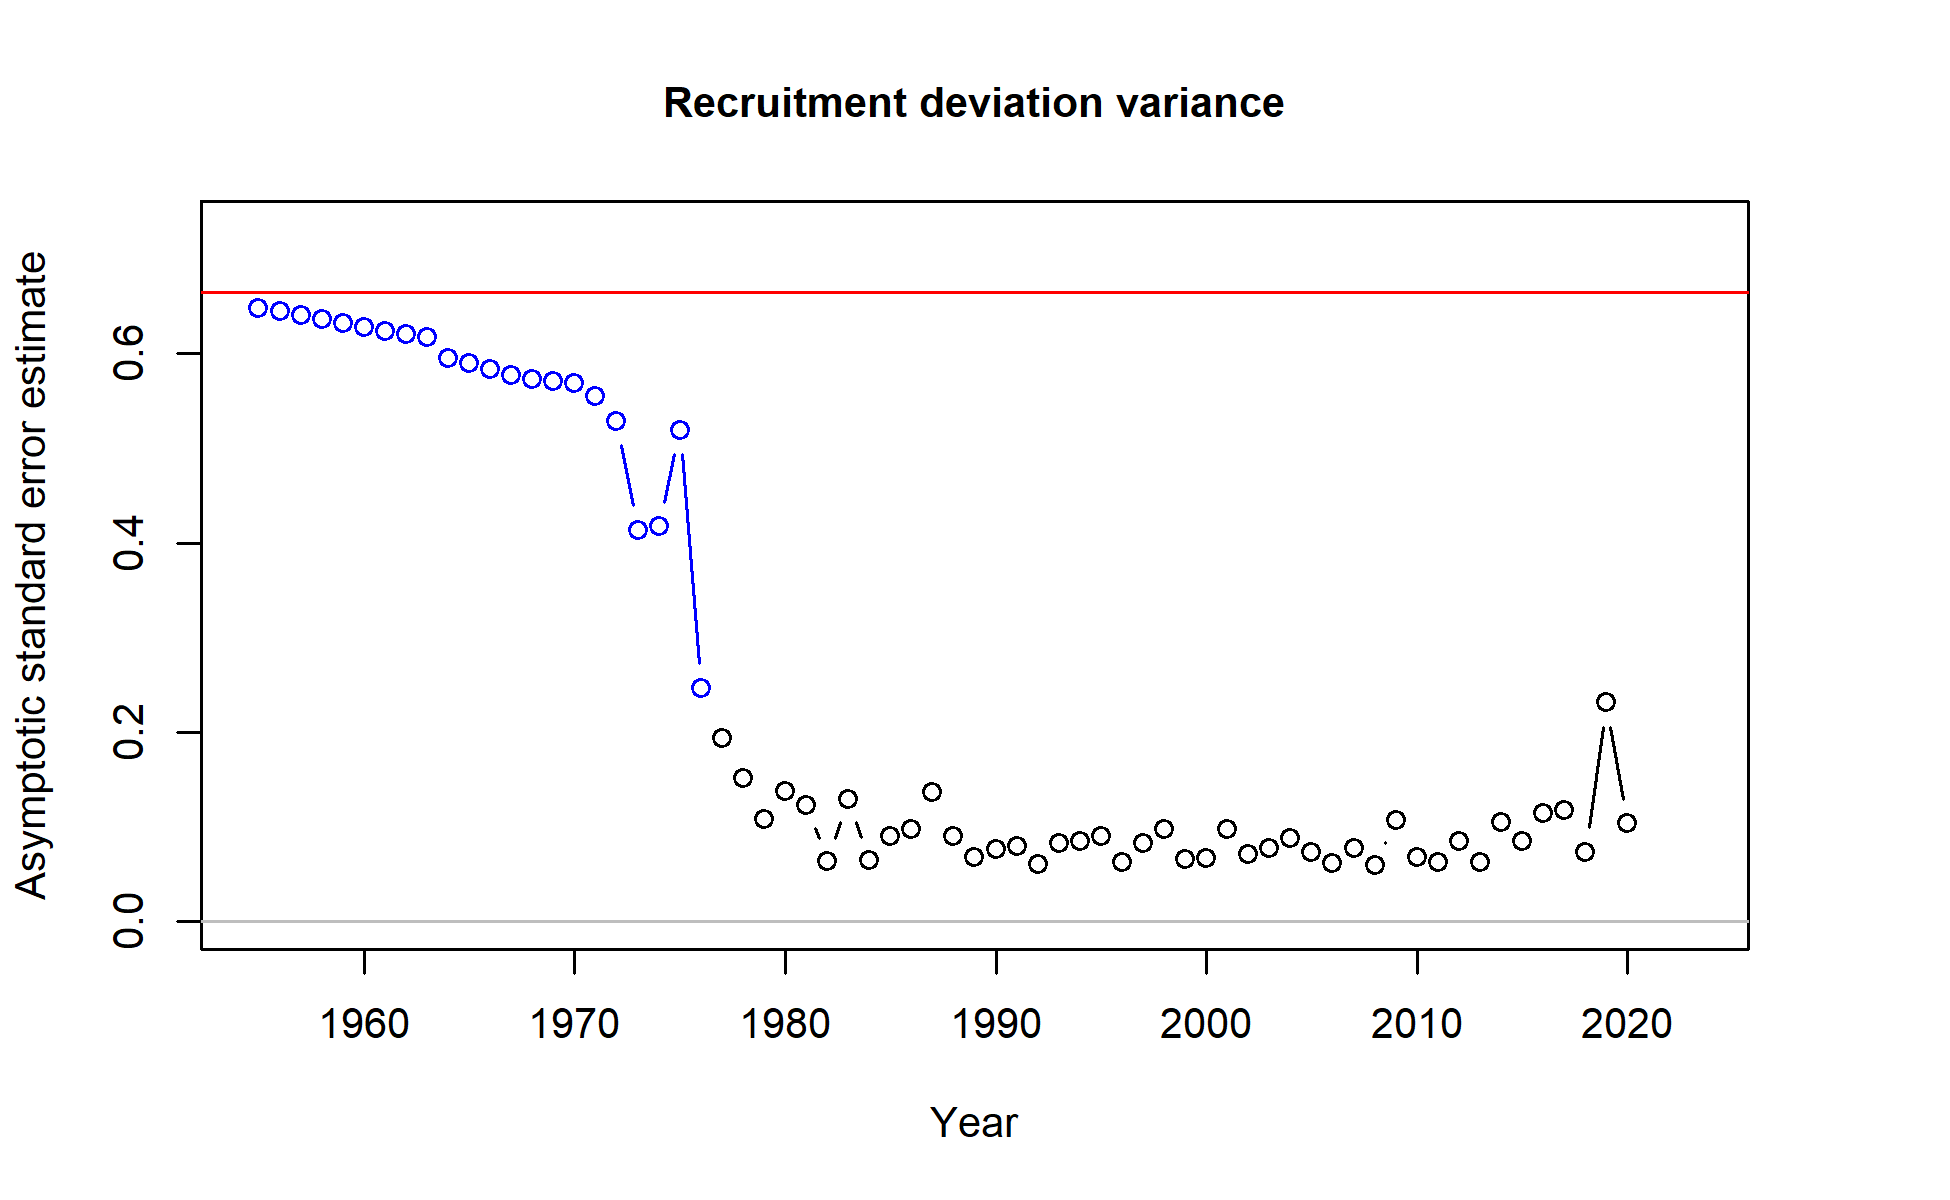 Recruitment deviation variance
Asymptotic standard error estimate
0.6
0.4
0.2
0.0
1960 1970 1980 1990 2000 2010 2020
Year